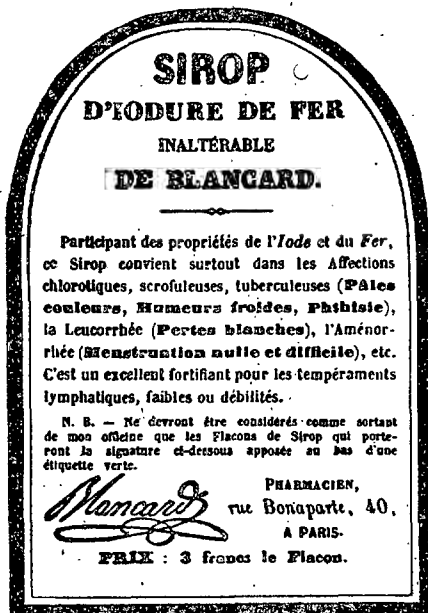 SIROP
D'IODURE DE FER
INALTÉRABLE
DE BLANCARD.
Participant des propriétés de l'Iode et du Fer,
ce Sirop convient surtout dans les Affections
chlorotiques, scrofuleuses, tuberculeuses (Pâles
couleurs, Humeurs froides, Phthisie),
la Leucorrhée (Pertes blanches), l'Aménor-
rhée (Menstruation nulle et difficile), etc.
C'est un excellent fortifiant pour les tempéraments
lymphatiques, faibles ou débilités.
N. B. — Ne devront être considérés comme sortant
de mon officine que les Flacons de Sirop qui porte-
ront la signature ci-dessous apposée au bas d'une
étiquette verte.
Blancard
PHARMACIEN,
rue Bonaparte, 40,
A PARIS.
PRIX : 3 francs le Flacon.